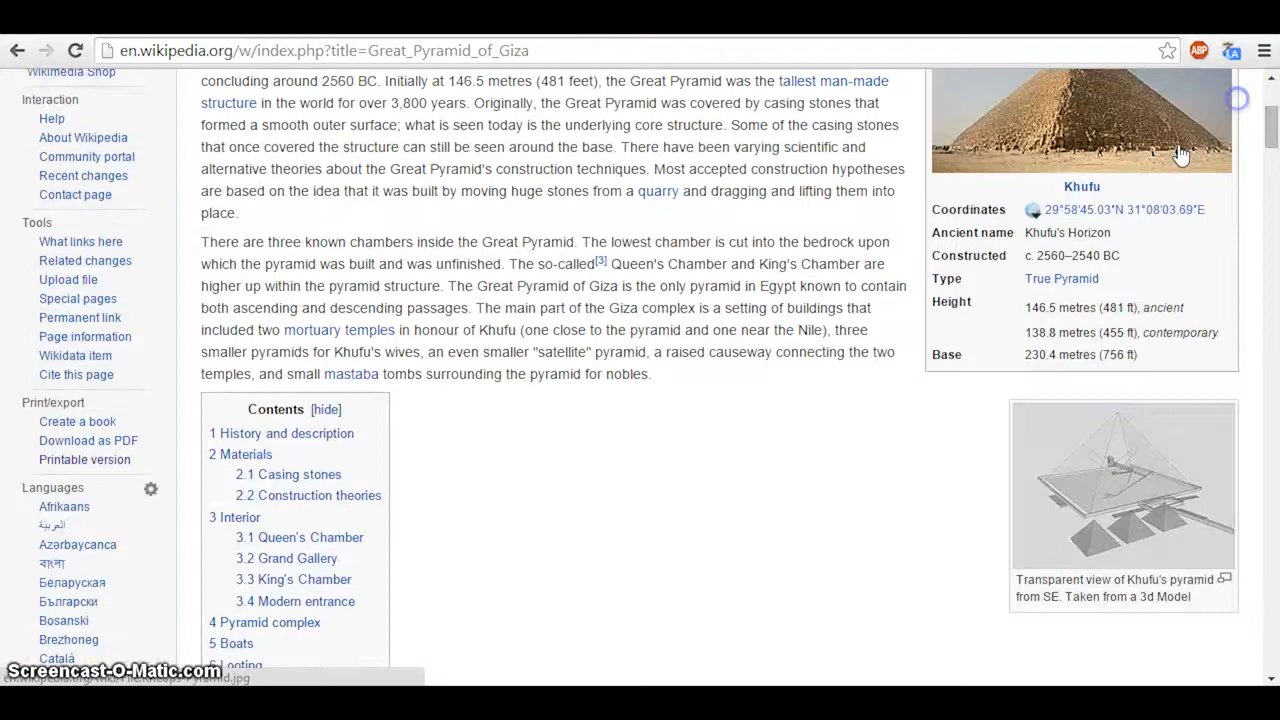 en.wikipedia.org/w/index.php?title=Great_Pyramid_of_Giza
ABP
Wikimedia Shop
Interaction
Help
About Wikipedia
Community portal
Recent changes
Contact page
Tools
What links here
Related changes
Upload file
Special pages
Permanent link
Page information
Wikidata item
Cite this page
Print/export
Create a book
Download as PDF
Printable version
Languages
Afrikaans
العربية
Azərbaycanca
বাংলা
Беларуская
Български
Bosanski
Brezhoneg
Català
concluding around 2560 BC. Initially at 146.5 metres (481 feet), the Great Pyramid was the tallest man-made
structure in the world for over 3,800 years. Originally, the Great Pyramid was covered by casing stones that
formed a smooth outer surface; what is seen today is the underlying core structure. Some of the casing stones
that once covered the structure can still be seen around the base. There have been varying scientific and
alternative theories about the Great Pyramid's construction techniques. Most accepted construction hypotheses
are based on the idea that it was built by moving huge stones from a quarry and dragging and lifting them into
place.
There are three known chambers inside the Great Pyramid. The lowest chamber is cut into the bedrock upon
which the pyramid was built and was unfinished. The so-called[3] Queen's Chamber and King's Chamber are
higher up within the pyramid structure. The Great Pyramid of Giza is the only pyramid in Egypt known to contain
both ascending and descending passages. The main part of the Giza complex is a setting of buildings that
included two mortuary temples in honour of Khufu (one close to the pyramid and one near the Nile), three
smaller pyramids for Khufu's wives, an even smaller "satellite" pyramid, a raised causeway connecting the two
temples, and small mastaba tombs surrounding the pyramid for nobles.
Contents [hide]
1 History and description
2 Materials
2.1 Casing stones
2.2 Construction theories
3 Interior
3.1 Queen's Chamber
3.2 Grand Gallery
3.3 King's Chamber
3.4 Modern entrance
4 Pyramid complex
5 Boats
6 Looting
Khufu
Coordinates 29°58′45.03″N 31°08′03.69″E
Ancient name Khufu's Horizon
Constructed c. 2560–2540 BC
Type True Pyramid
Height 146.5 metres (481 ft), ancient
138.8 metres (455 ft), contemporary
Base 230.4 metres (756 ft)
Transparent view of Khufu's pyramid
from SE. Taken from a 3d Model
Screencast-O-Matic.com